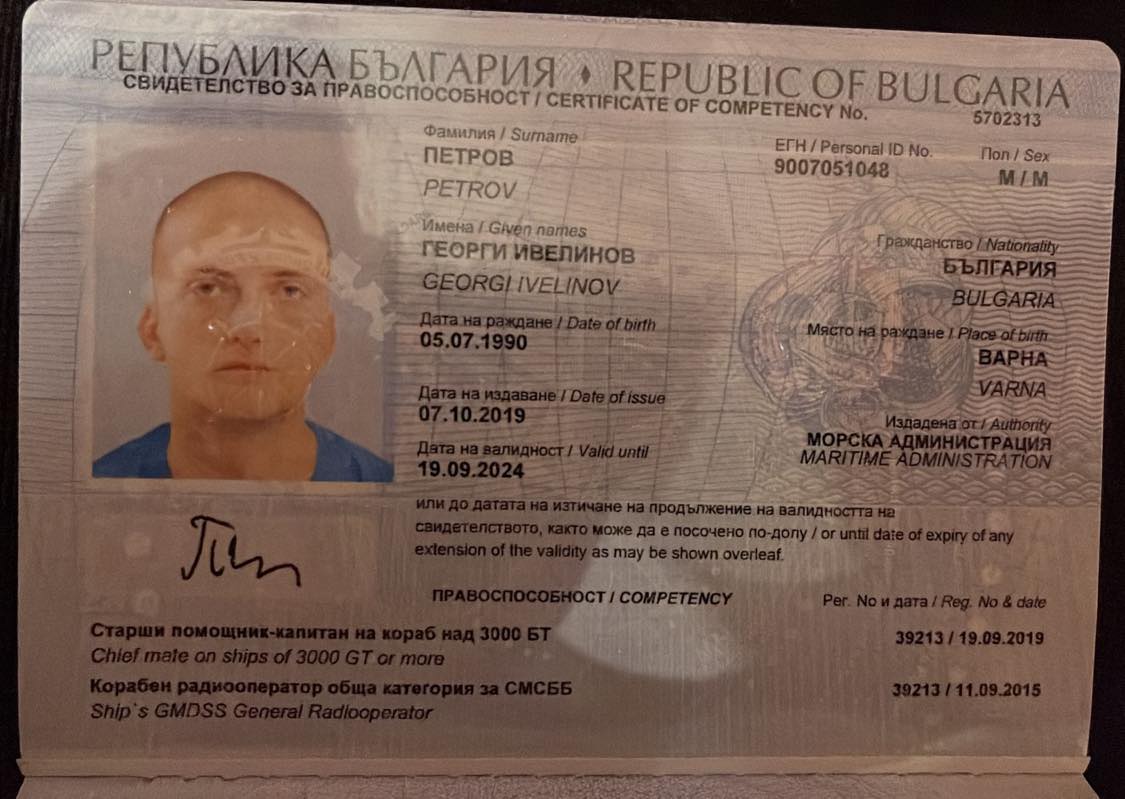 РЕПУБЛИКА БЪЛГАРИЯ ♦ REPUBLIC OF BULGARIA
СВИДЕТЕЛСТВО ЗА ПРАВОСПОСОБНОСТ / CERTIFICATE OF COMPETENCY No.
5702313
Фамилия / Surname
ПЕТРОВ
PETROV
ЕГН / Personal ID No.
9007051048
Пол / Sex
М / M
Имена / Given names
ГЕОРГИ ИВЕЛИНОВ
GEORGI IVELINOV
Гражданство / Nationality
БЪЛГАРИЯ
BULGARIA
Дата на раждане / Date of birth
05.07.1990
Място на раждане / Place of birth
ВАРНА
VARNA
Дата на издаване / Date of issue
07.10.2019
Издадена от / Authority
МОРСКА АДМИНИСТРАЦИЯ
MARITIME ADMINISTRATION
Дата на валидност / Valid until
19.09.2024
или до датата на изтичане на продължение на валидността на
свидетелството, както може да е посочено по-долу / or until date of expiry of any
extension of the validity as may be shown overleaf.
ПРАВОСПОСОБНОСТ / COMPETENCY
Рег. No и дата / Reg. No & date
Старши помощник-капитан на кораб над 3000 БТ
39213 / 19.09.2019
Chief mate on ships of 3000 GT or more
Корабен радиооператор обща категория за СМСББ
39213 / 11.09.2015
Ship`s GMDSS General Radiooperator